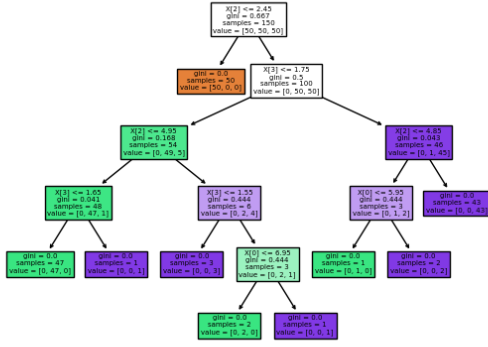 X[2] <= 2.45
gini = 0.667
samples = 150
value = [50, 50, 50]
gini = 0.0
samples = 50
value = [50, 0, 0]
X[3] <= 1.75
gini = 0.5
samples = 100
value = [0, 50, 50]
X[2] <= 4.95
gini = 0.168
samples = 54
value = [0, 49, 5]
X[2] <= 4.85
gini = 0.043
samples = 46
value = [0, 1, 45]
X[3] <= 1.65
gini = 0.041
samples = 48
value = [0, 47, 1]
X[3] <= 1.55
gini = 0.444
samples = 6
value = [0, 2, 4]
X[0] <= 5.95
gini = 0.444
samples = 3
value = [0, 1, 2]
gini = 0.0
samples = 43
value = [0, 0, 43]
gini = 0.0
samples = 47
value = [0, 47, 0]
gini = 0.0
samples = 1
value = [0, 0, 1]
gini = 0.0
samples = 3
value = [0, 0, 3]
X[0] <= 6.95
gini = 0.444
samples = 3
value = [0, 2, 1]
gini = 0.0
samples = 1
value = [0, 1, 0]
gini = 0.0
samples = 2
value = [0, 0, 2]
gini = 0.0
samples = 2
value = [0, 2, 0]
gini = 0.0
samples = 1
value = [0, 0, 1]